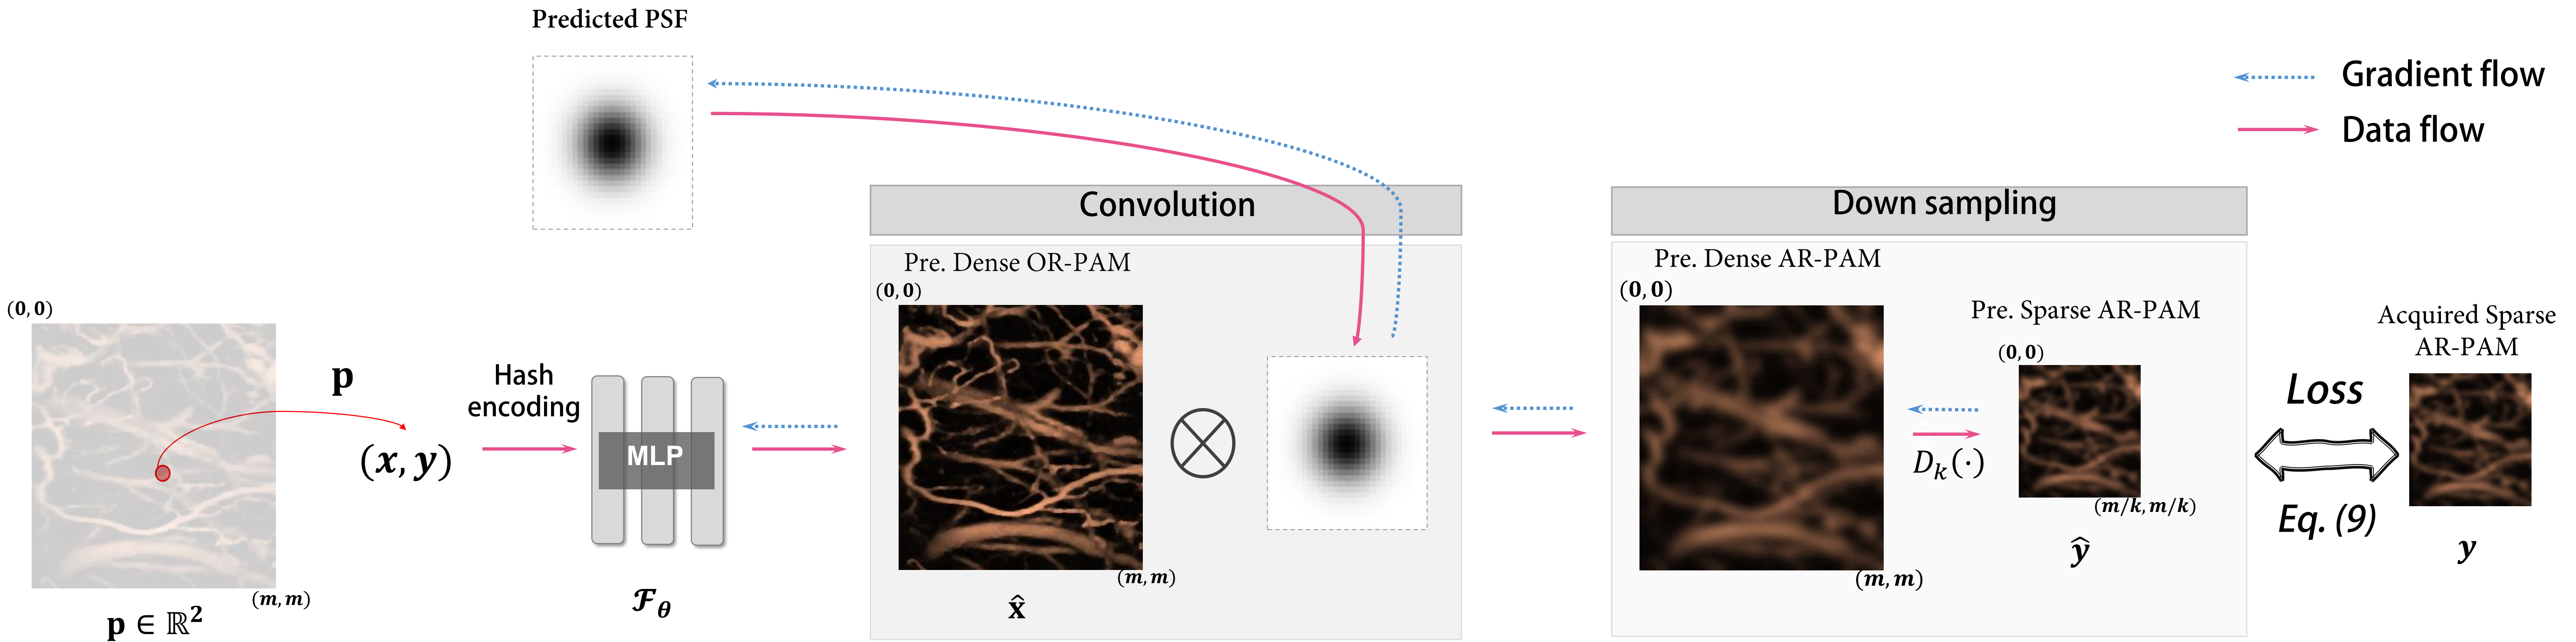 Predicted PSF
Gradient flow
Data flow
Convolution
Down sampling
Pre. Dense OR-PAM
(0,0)
(m,m)
x̂
Pre. Dense AR-PAM
(0,0)
(m,m)
Pre. Sparse AR-PAM
(0,0)
(m/k,m/k)
ŷ
D_k(·)
Acquired Sparse
AR-PAM
y
Loss
Eq. (9)
(0,0)
(m,m)
p ∈ ℝ²
p
(x,y)
Hash
encoding
MLP
ℱ_θ